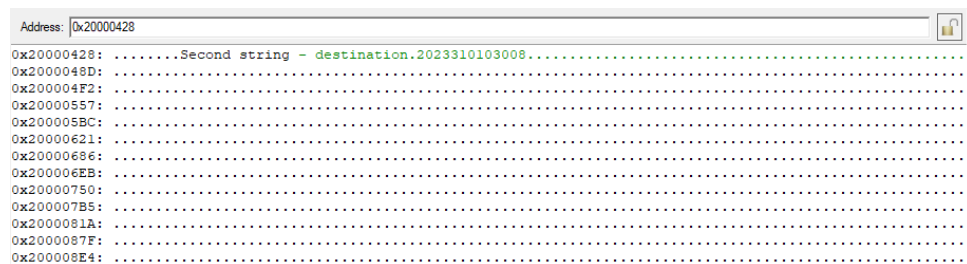 Address: 0x20000428
0x20000428: ........Second string - destination.2023310103008....................................................
0x2000048D: .....................................................................................................
0x200004F2: .....................................................................................................
0x20000557: .....................................................................................................
0x200005BC: .....................................................................................................
0x20000621: .....................................................................................................
0x20000686: .....................................................................................................
0x200006EB: .....................................................................................................
0x20000750: .....................................................................................................
0x200007B5: .....................................................................................................
0x2000081A: .....................................................................................................
0x2000087F: .....................................................................................................
0x200008E4: .....................................................................................................